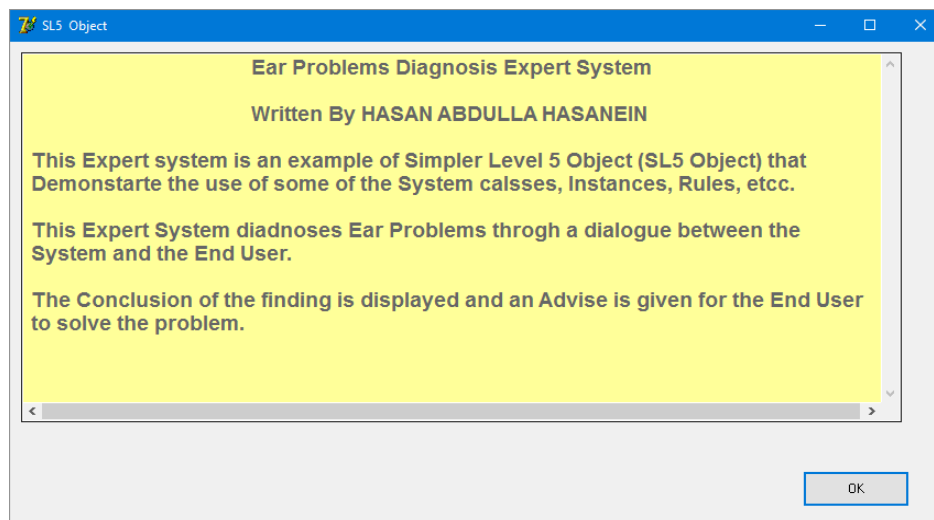 SL5 Object
Ear Problems Diagnosis Expert System
Written By HASAN ABDULLA HASANEIN
This Expert system is an example of Simpler Level 5 Object (SL5 Object) that
Demonstarte the use of some of the System calsses, Instances, Rules, etcc.
This Expert System diadnoses Ear Problems throgh a dialogue between the
System and the End User.
The Conclusion of the finding is displayed and an Advise is given for the End User
to solve the problem.
OK